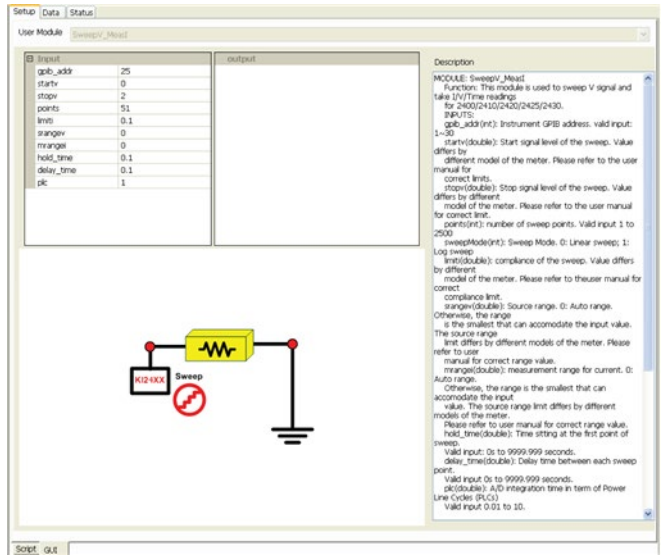 Setup Data Status
User Module SweepV_MeasI
Input
output
gpib_addr 25
startv 0
stopv 2
points 51
limiti 0.1
srangev 0
mrangei 0
hold_time 0.1
delay_time 0.1
plc 1
KI24XX
Sweep
Description
MODULE: SweepV_MeasI
Function: This module is used to sweep V signal and
take I/V/Time readings
for 2400/2410/2420/2425/2430.
INPUTS:
gpib_addr(int): Instrument GPIB address. valid input:
1~30
startv(double): Start signal level of the sweep. Value
differs by
different model of the meter. Please refer to the user
manual for
correct limits.
stopv(double): Stop signal level of the sweep. Value
differs by different
model of the meter. Please refer to the user manual
for correct limit.
points(int): number of sweep points. Valid input 1 to
2500
sweepMode(int): Sweep Mode. 0: Linear sweep; 1:
Log sweep
limiti(double): compliance of the sweep. Value differs
by different
model of the meter. Please refer to theuser manual for
correct
compliance limit.
srangev(double): Source range. 0: Auto range.
Otherwise, the range
is the smallest that can accomodate the input value.
The source range
limit differs by different models of the meter. Please
refer to user
manual for correct range value.
mrangei(double): measurement range for current. 0:
Auto range.
Otherwise, the range is the smallest that can
accomodate the input
value. The source range limit differs by different
models of the meter.
Please refer to user manual for correct range value.
hold_time(double): Time sitting at the first point of
sweep.
Valid input: 0s to 9999.999 seconds.
delay_time(double): Delay time between each sweep
point.
Valid input 0s to 9999.999 seconds.
plc(double): A/D integration time in term of Power
Line Cycles (PLCs)
Valid input 0.01 to 10.
Script GUI